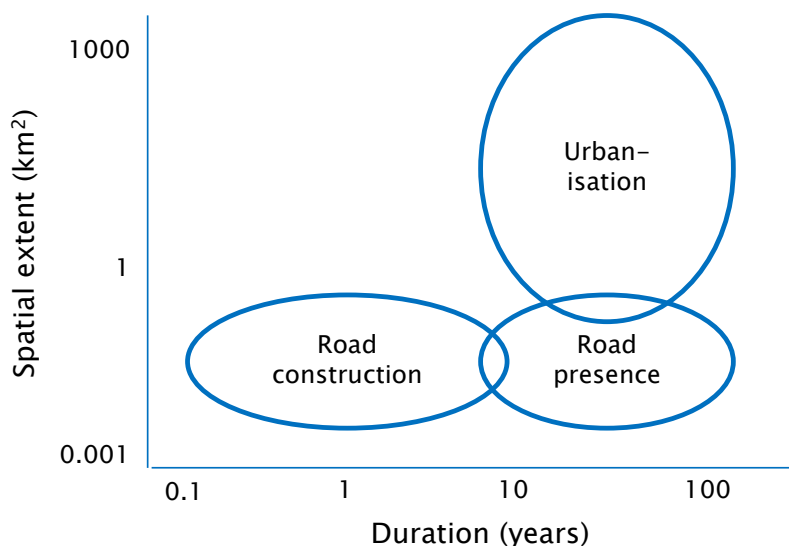 1000
Spatial extent (km²)
Urban–
isation
1
Road
construction
Road
presence
0.001
0.1
1
10
100
Duration (years)